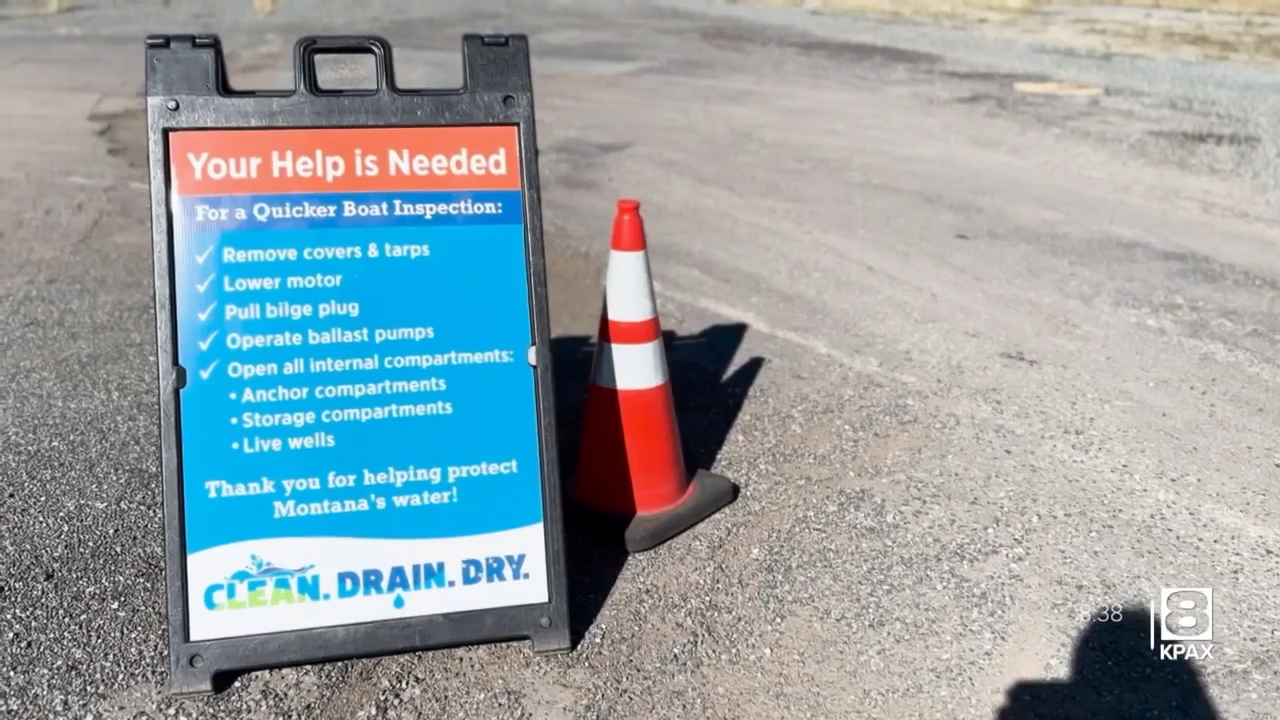 Your Help is Needed
For a Quicker Boat Inspection:
✓ Remove covers & tarps
✓ Lower motor
✓ Pull bilge plug
✓ Operate ballast pumps
✓ Open all internal compartments:
• Anchor compartments
• Storage compartments
• Live wells
Thank you for helping protect
Montana's water!
CLEAN. DRAIN. DRY.
8
KPAX